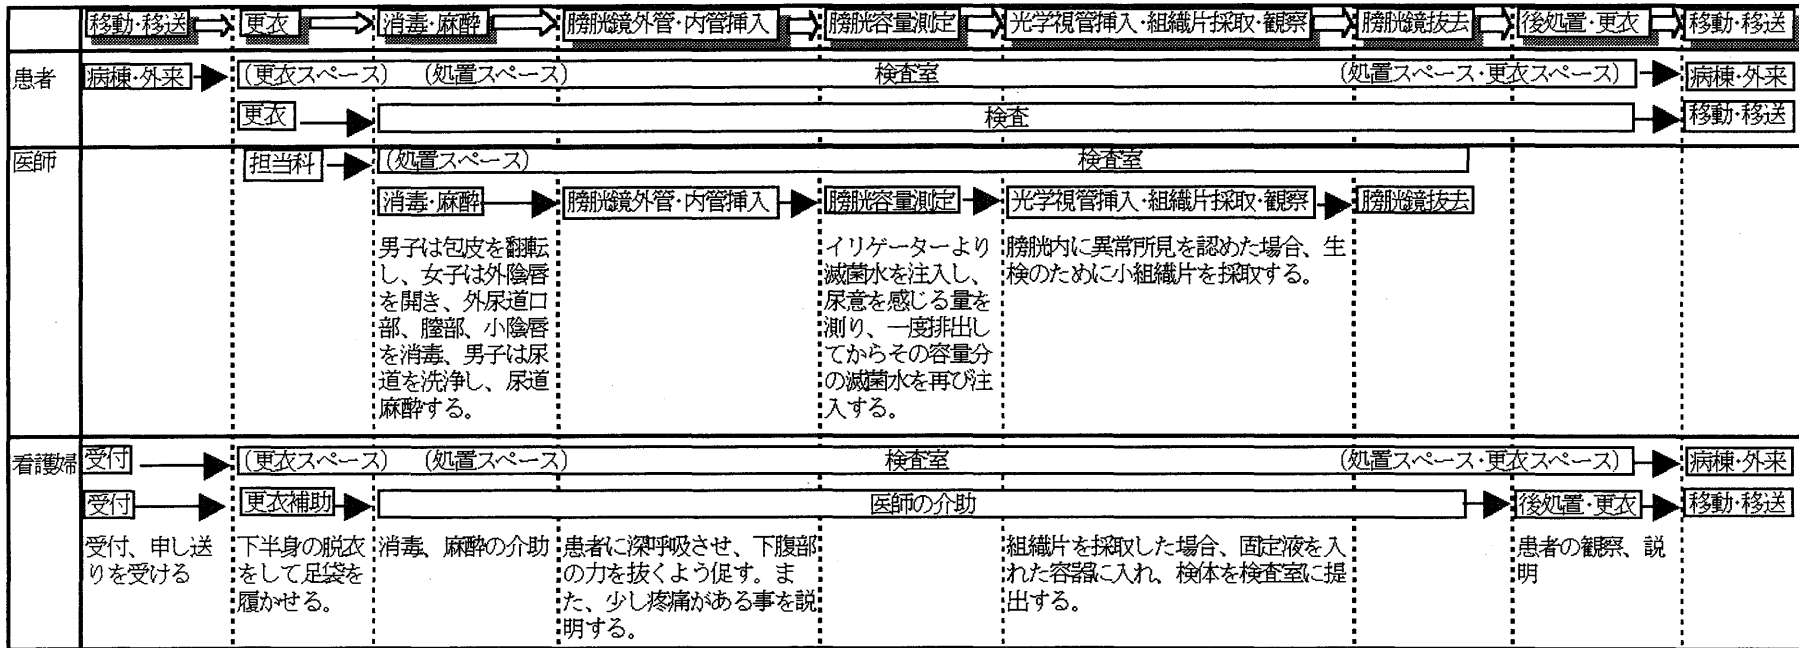 移動・移送 更衣 消毒・麻酔 膀胱鏡外管・内管挿入 膀胱容量測定 光学視管挿入・組織片採取・観察 膀胱鏡抜去 後処置・更衣 移動・移送
患者
病棟・外来 (更衣スペース) (処置スペース) 検査室 (処置スペース・更衣スペース) 病棟・外来
更衣 検査 移動・移送
医師
担当科 (処置スペース) 検査室
消毒・麻酔 膀胱鏡外管・内管挿入 膀胱容量測定 光学視管挿入・組織片採取・観察 膀胱鏡抜去
男子は包皮を翻転
し、女子は外陰唇
を開き、外尿道口
部、膣部、小陰唇
を消毒、男子は尿
道を洗浄し、尿道
麻酔する。
イリゲーターより
滅菌水を注入し、
尿意を感じる量を
測り、一度排出し
てからその容量分
の滅菌水を再び注
入する。
膀胱内に異常所見を認めた場合、生
検のために小組織片を採取する。
看護婦
受付 (更衣スペース) (処置スペース) 検査室 (処置スペース・更衣スペース) 病棟・外来
受付 更衣補助 医師の介助 後処置・更衣 移動・移送
受付、申し送
りを受ける
下半身の脱衣
をして足袋を
履かせる。
消毒、麻酔の介助
患者に深呼吸させ、下腹部
の力を抜くよう促す。ま
た、少し疼痛がある事を説
明する。
組織片を採取した場合、固定液を入
れた容器に入れ、検体を検査室に提
出する。
患者の観察、説
明